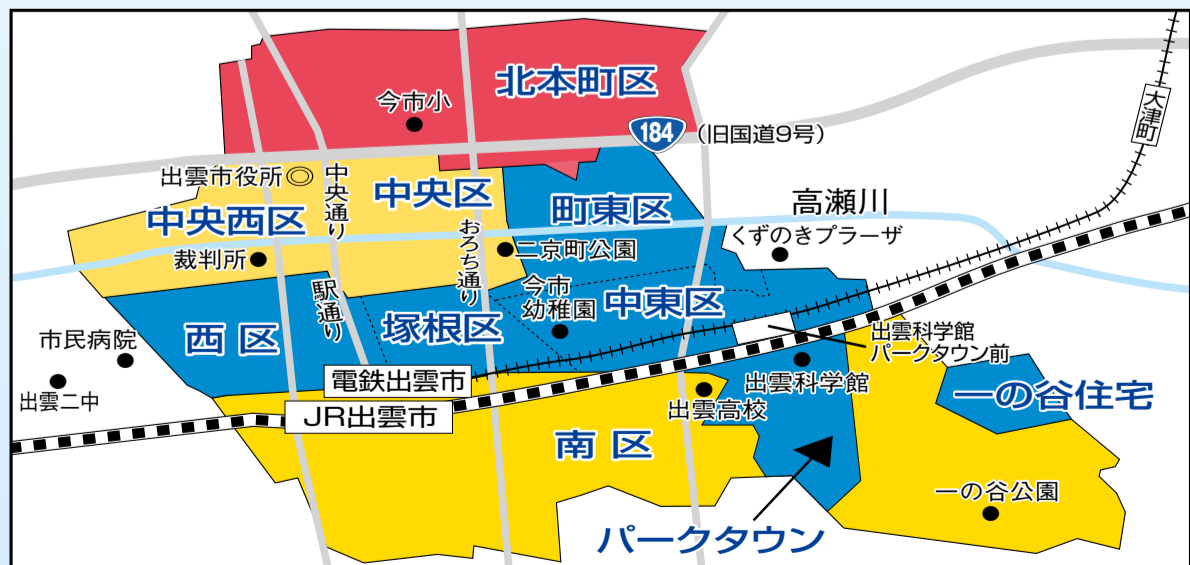 北本町区
今市小
184
(旧国道9号)
大津町
出雲市役所
中央通り
中央区
中央西区
町東区
高瀬川
くずのきプラーザ
おろち通り
二京町公園
裁判所
駅通り
今市
幼稚園
中東区
西区
塚根区
市民病院
出雲二中
出雲科学館
パークタウン前
電鉄出雲市
出雲科学館
一の谷住宅
JR出雲市
出雲高校
南区
一の谷公園
パークタウン